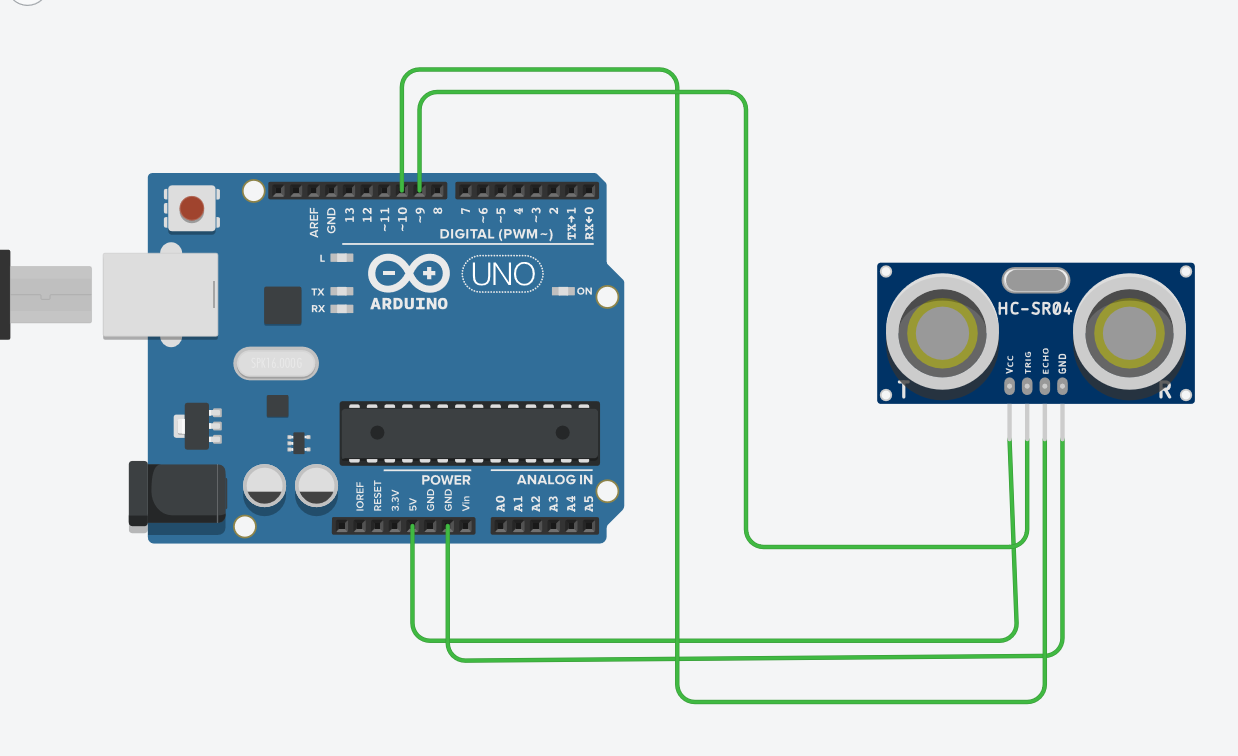 AREF
GND
13
12
~11
~10
~9
8
7
~6
~5
4
~3
2
TX→1
RX←0
DIGITAL (PWM~)
L
TX
RX
UNO
ARDUINO
ON
SPK16.000G
HC-SR04
VCC
TRIG
ECHO
GND
T
R
POWER
ANALOG IN
IOREF
RESET
3.3V
5V
GND
GND
Vin
A0
A1
A2
A3
A4
A5